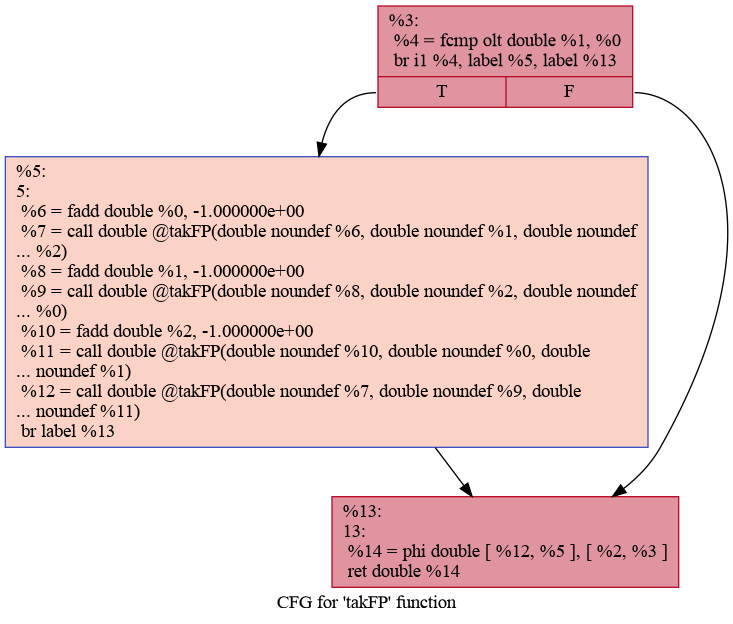 %3:
%4 = fcmp olt double %1, %0
br i1 %4, label %5, label %13
T F
%5:
5:
%6 = fadd double %0, -1.000000e+00
%7 = call double @takFP(double noundef %6, double noundef %1, double noundef
... %2)
%8 = fadd double %1, -1.000000e+00
%9 = call double @takFP(double noundef %8, double noundef %2, double noundef
... %0)
%10 = fadd double %2, -1.000000e+00
%11 = call double @takFP(double noundef %10, double noundef %0, double
... noundef %1)
%12 = call double @takFP(double noundef %7, double noundef %9, double
... noundef %11)
br label %13
%13:
13:
%14 = phi double [ %12, %5 ], [ %2, %3 ]
ret double %14
CFG for 'takFP' function